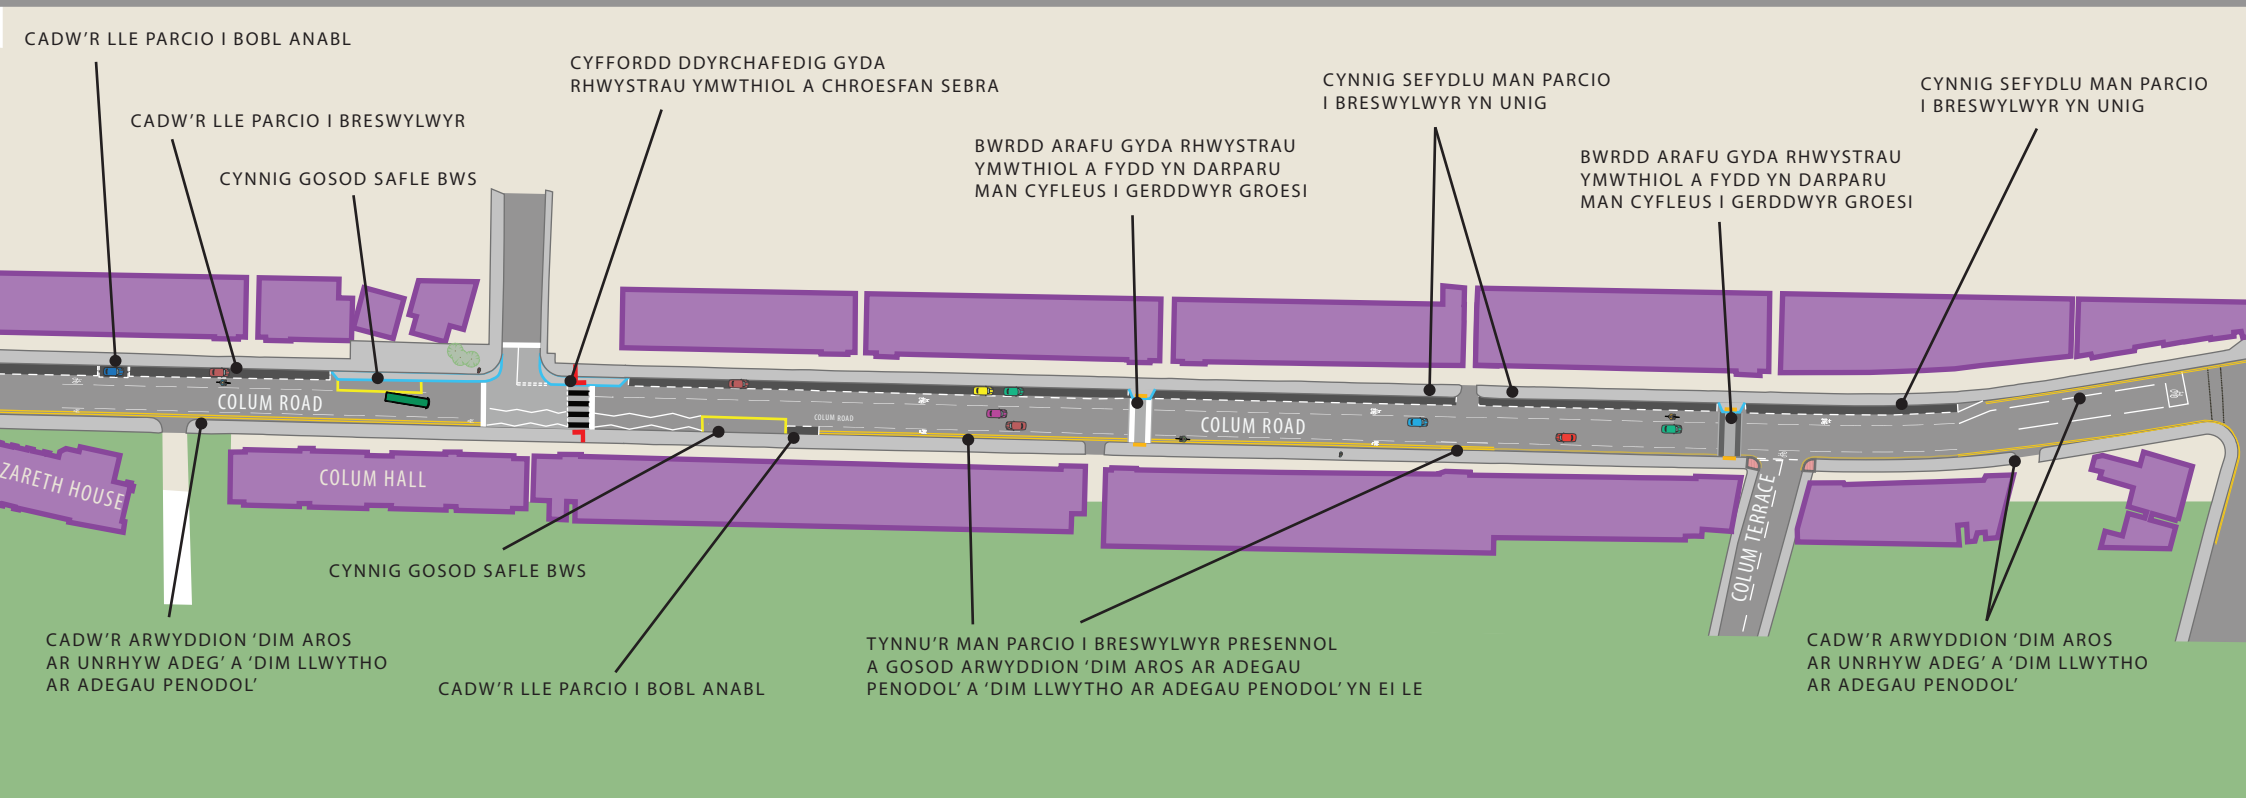 CADW'R LLE PARCIO I BOBL ANABL
CADW'R LLE PARCIO I BRESWYLWYR
CYNNIG GOSOD SAFLE BWS
CYFFORDD DDYRCHAFEDIG GYDA
RHWYSTRAU YMWTHIOL A CHROESFAN SEBRA
BWRDD ARAFU GYDA RHWYSTRAU
YMWTHIOL A FYDD YN DARPARU
MAN CYFLEUS I GERDDWYR GROESI
CYNNIG SEFYDLU MAN PARCIO
I BRESWYLWYR YN UNIG
BWRDD ARAFU GYDA RHWYSTRAU
YMWTHIOL A FYDD YN DARPARU
MAN CYFLEUS I GERDDWYR GROESI
CYNNIG SEFYDLU MAN PARCIO
I BRESWYLWYR YN UNIG
COLUM ROAD
COLUM ROAD
COLUM ROAD
ZARETH HOUSE
COLUM HALL
COLUM TERRACE
CYNNIG GOSOD SAFLE BWS
CADW'R ARWYDDION ‘DIM AROS
AR UNRHYW ADEG’ A ‘DIM LLWYTHO
AR ADEGAU PENODOL’
CADW'R LLE PARCIO I BOBL ANABL
TYNNU'R MAN PARCIO I BRESWYLWYR PRESENNOL
A GOSOD ARWYDDION ‘DIM AROS AR ADEGAU
PENODOL’ A ‘DIM LLWYTHO AR ADEGAU PENODOL’ YN EI LE
CADW'R ARWYDDION ‘DIM AROS
AR UNRHYW ADEG’ A ‘DIM LLWYTHO
AR ADEGAU PENODOL’